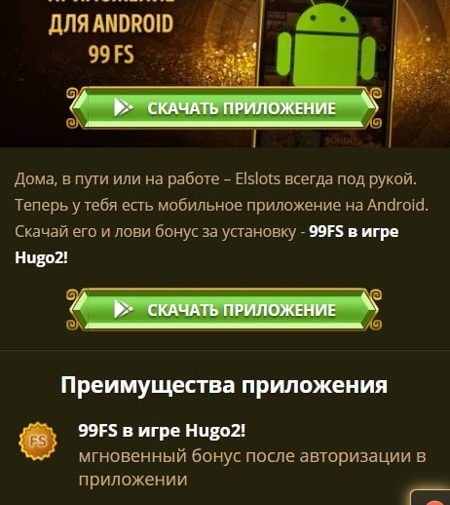 ПРИЛОЖЕНИЕ
ДЛЯ ANDROID
99 FS
СКАЧАТЬ ПРИЛОЖЕНИЕ
Дома, в пути или на работе – Elslots всегда под рукой.
Теперь у тебя есть мобильное приложение на Android.
Скачай его и лови бонус за установку - 99FS в игре
Hugo2!
СКАЧАТЬ ПРИЛОЖЕНИЕ
Преимущества приложения
FS
99FS в игре Hugo2!
мгновенный бонус после авторизации в
приложении